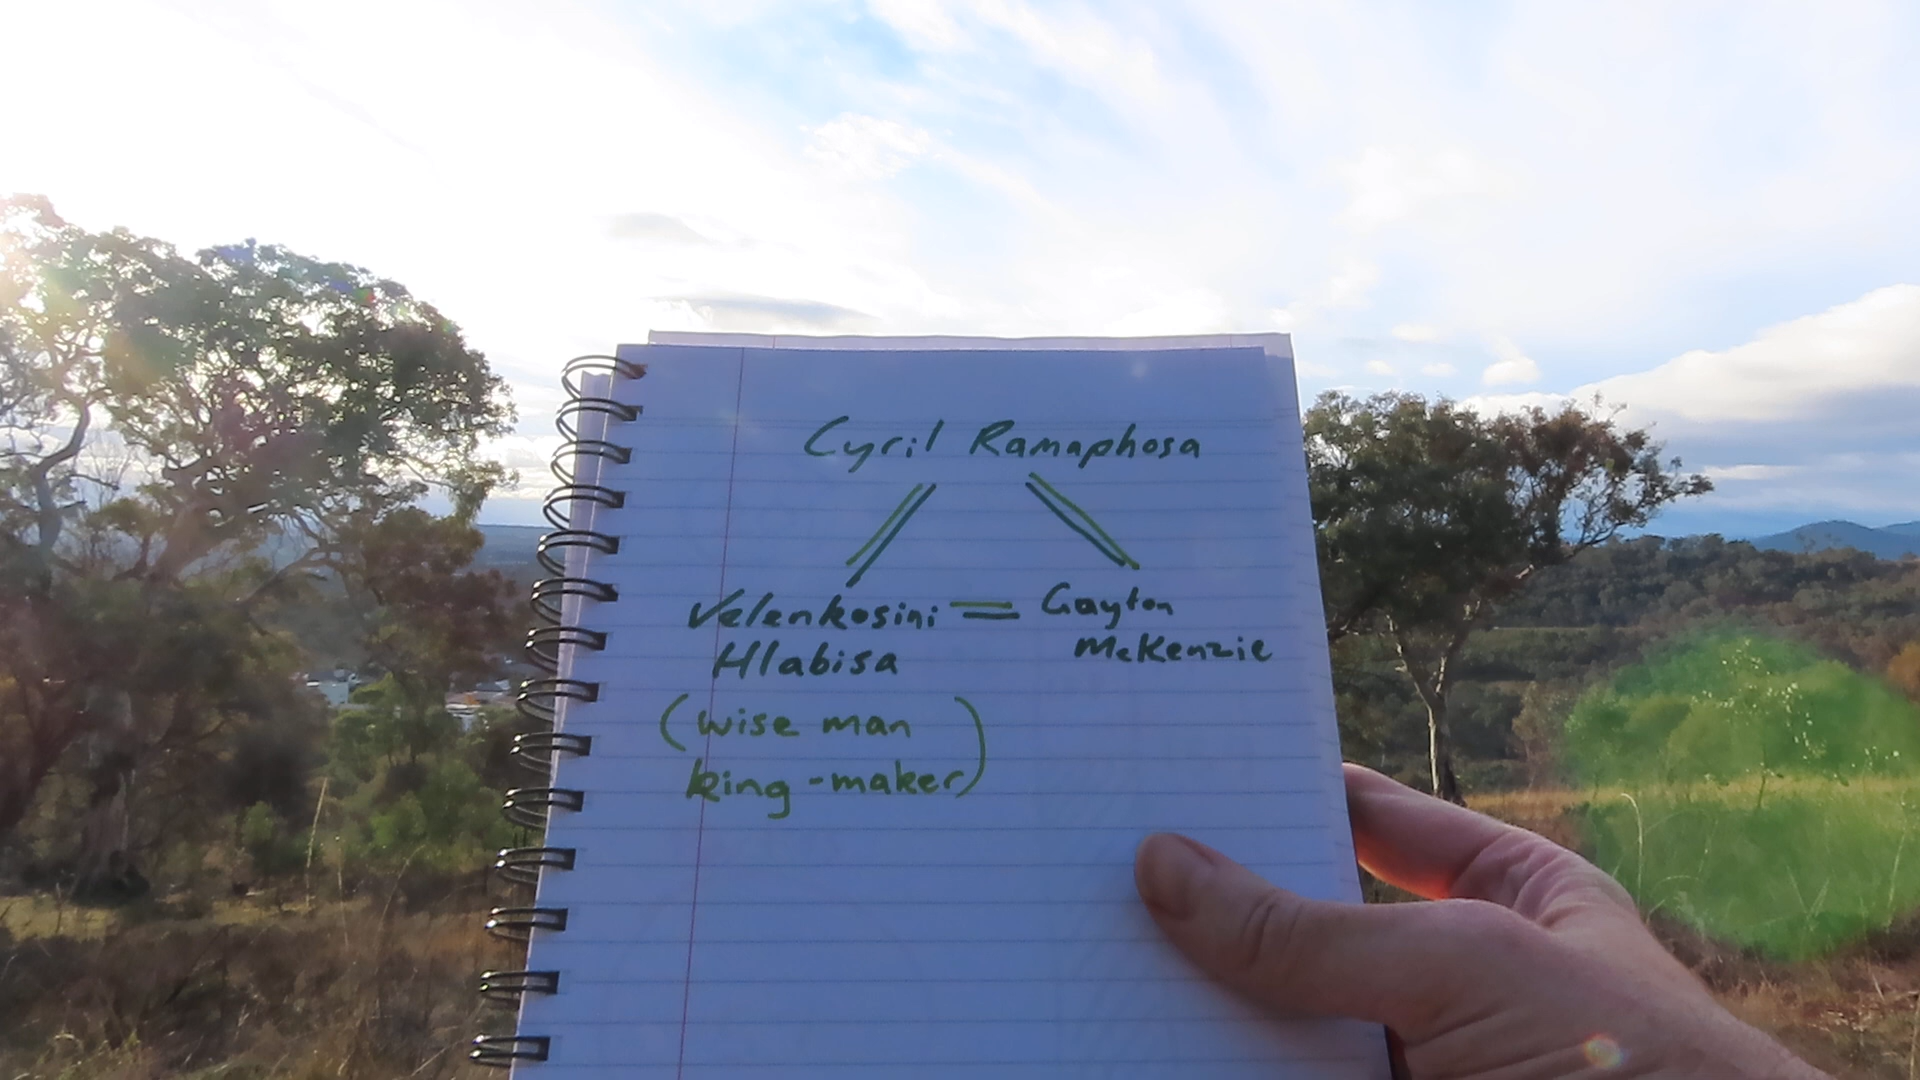 Cyril Ramaphosa
Velenkosini = Gayton
Hlabisa McKenzie
(wise man
king-maker)